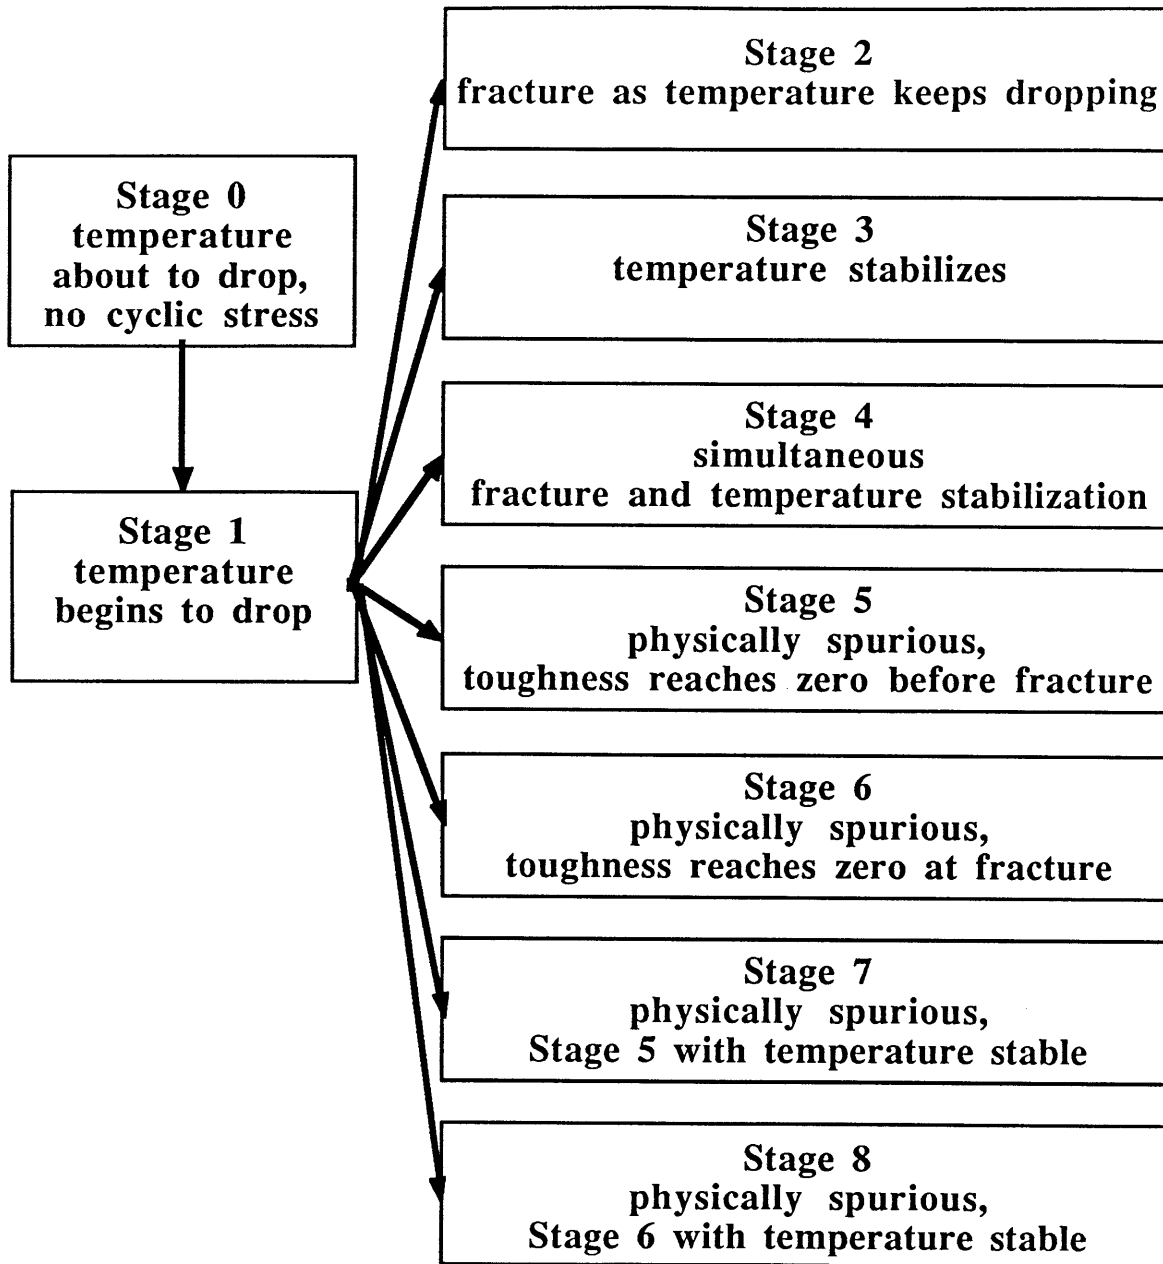 Stage 0
temperature
about to drop,
no cyclic stress
Stage 1
temperature
begins to drop
Stage 2
fracture as temperature keeps dropping
Stage 3
temperature stabilizes
Stage 4
simultaneous
fracture and temperature stabilization
Stage 5
physically spurious,
toughness reaches zero before fracture
Stage 6
physically spurious,
toughness reaches zero at fracture
Stage 7
physically spurious,
Stage 5 with temperature stable
Stage 8
physically spurious,
Stage 6 with temperature stable